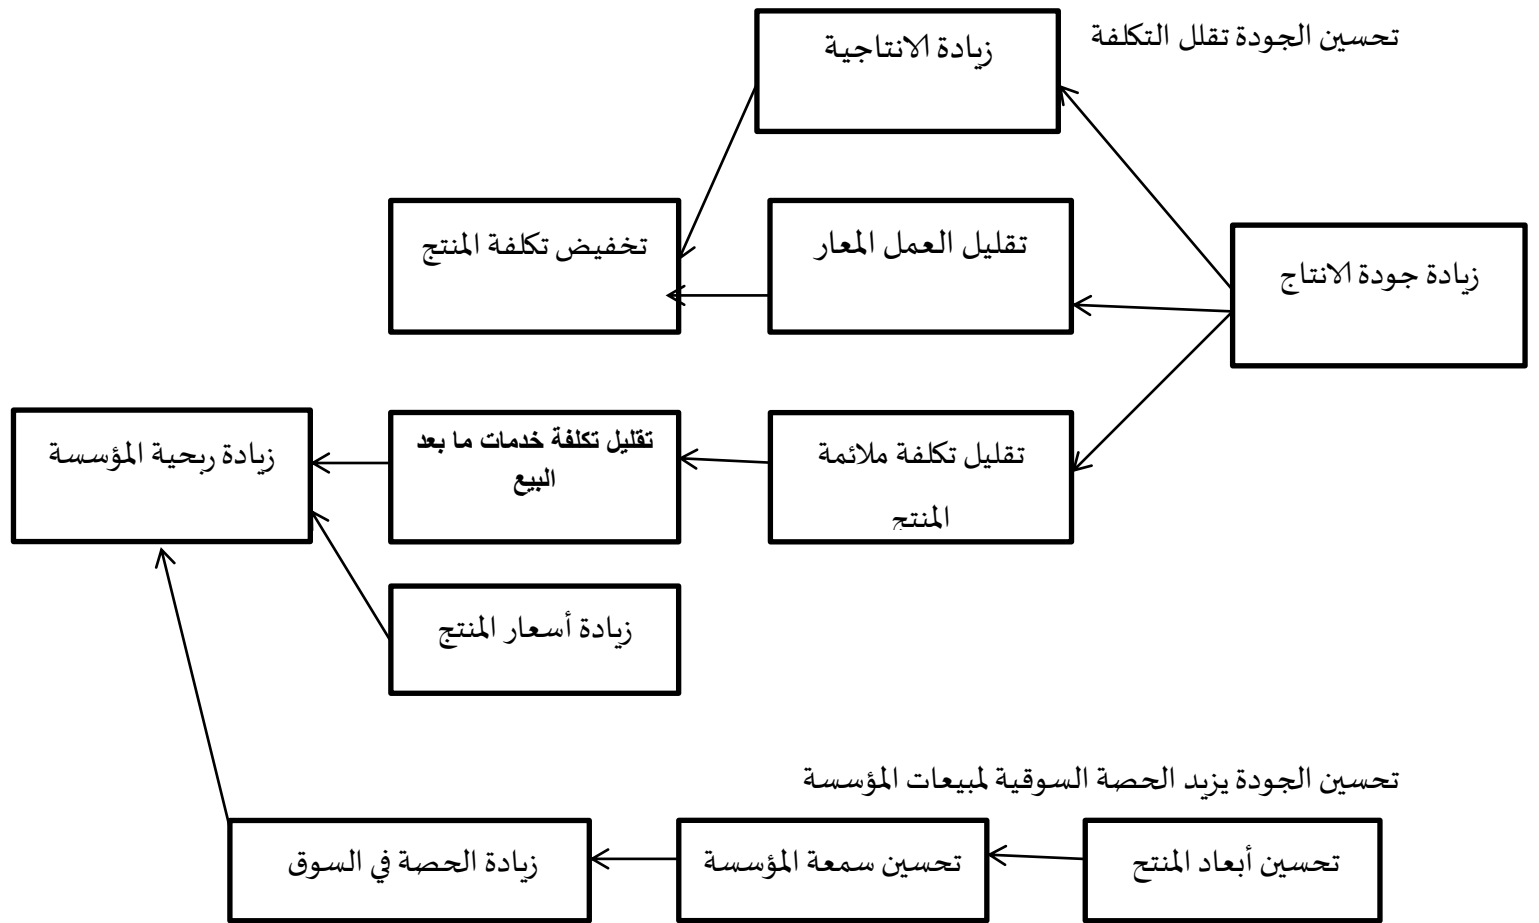 تحسين الجودة تقلل التكلفة
زيادة الانتاجية
زيادة جودة الانتاج
تقليل العمل المعار
تخفيض تكلفة المنتج
تقليل تكلفة ملائمة
المنتج
تقليل تكلفة خدمات ما بعد
البيع
زيادة ربحية المؤسسة
زيادة أسعار المنتج
تحسين الجودة يزيد الحصة السوقية لمبيعات المؤسسة
تحسين أبعاد المنتح
تحسين سمعة المؤسسة
زيادة الحصة في السوق